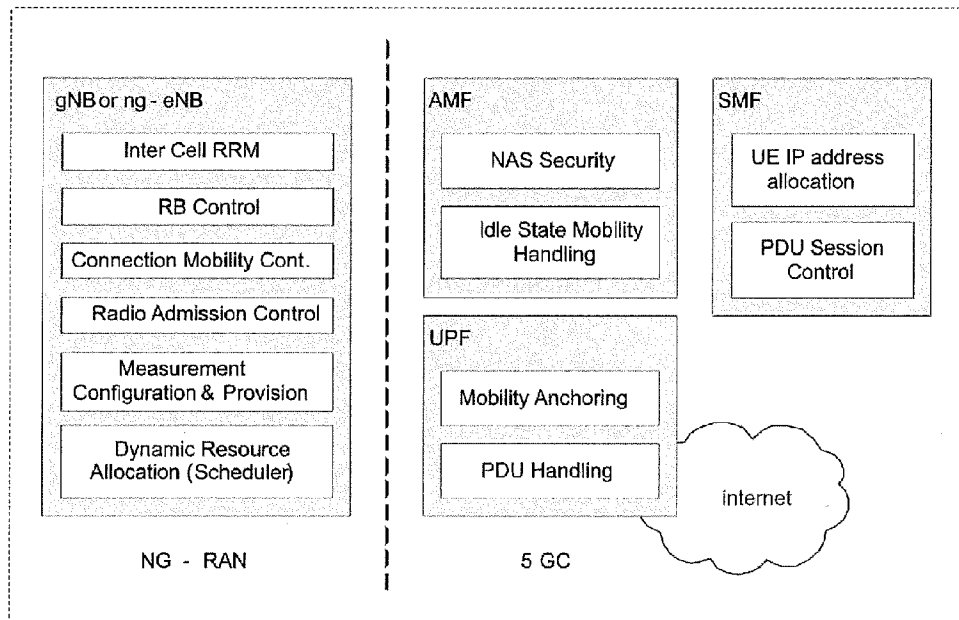 gNB or ng - eNB
Inter Cell RRM
RB Control
Connection Mobility Cont.
Radio Admission Control
Measurement
Configuration & Provision
Dynamic Resource
Allocation (Scheduler)
NG - RAN
AMF
NAS Security
Idle State Mobility
Handling
SMF
UE IP address
allocation
PDU Session
Control
UPF
Mobility Anchoring
PDU Handling
internet
5 GC